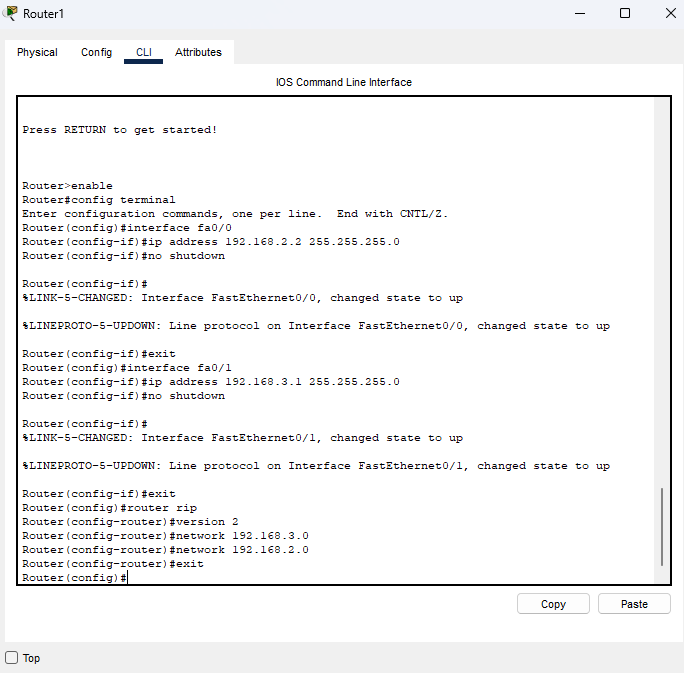 Router1
Physical Config CLI Attributes
IOS Command Line Interface
Press RETURN to get started!
Router>enable
Router#config terminal
Enter configuration commands, one per line.  End with CNTL/Z.
Router(config)#interface fa0/0
Router(config-if)#ip address 192.168.2.2 255.255.255.0
Router(config-if)#no shutdown
Router(config-if)#
%LINK-5-CHANGED: Interface FastEthernet0/0, changed state to up
%LINEPROTO-5-UPDOWN: Line protocol on Interface FastEthernet0/0, changed state to up
Router(config-if)#exit
Router(config)#interface fa0/1
Router(config-if)#ip address 192.168.3.1 255.255.255.0
Router(config-if)#no shutdown
Router(config-if)#
%LINK-5-CHANGED: Interface FastEthernet0/1, changed state to up
%LINEPROTO-5-UPDOWN: Line protocol on Interface FastEthernet0/1, changed state to up
Router(config-if)#exit
Router(config)#router rip
Router(config-router)#version 2
Router(config-router)#network 192.168.3.0
Router(config-router)#network 192.168.2.0
Router(config-router)#exit
Router(config)#
Copy Paste
Top